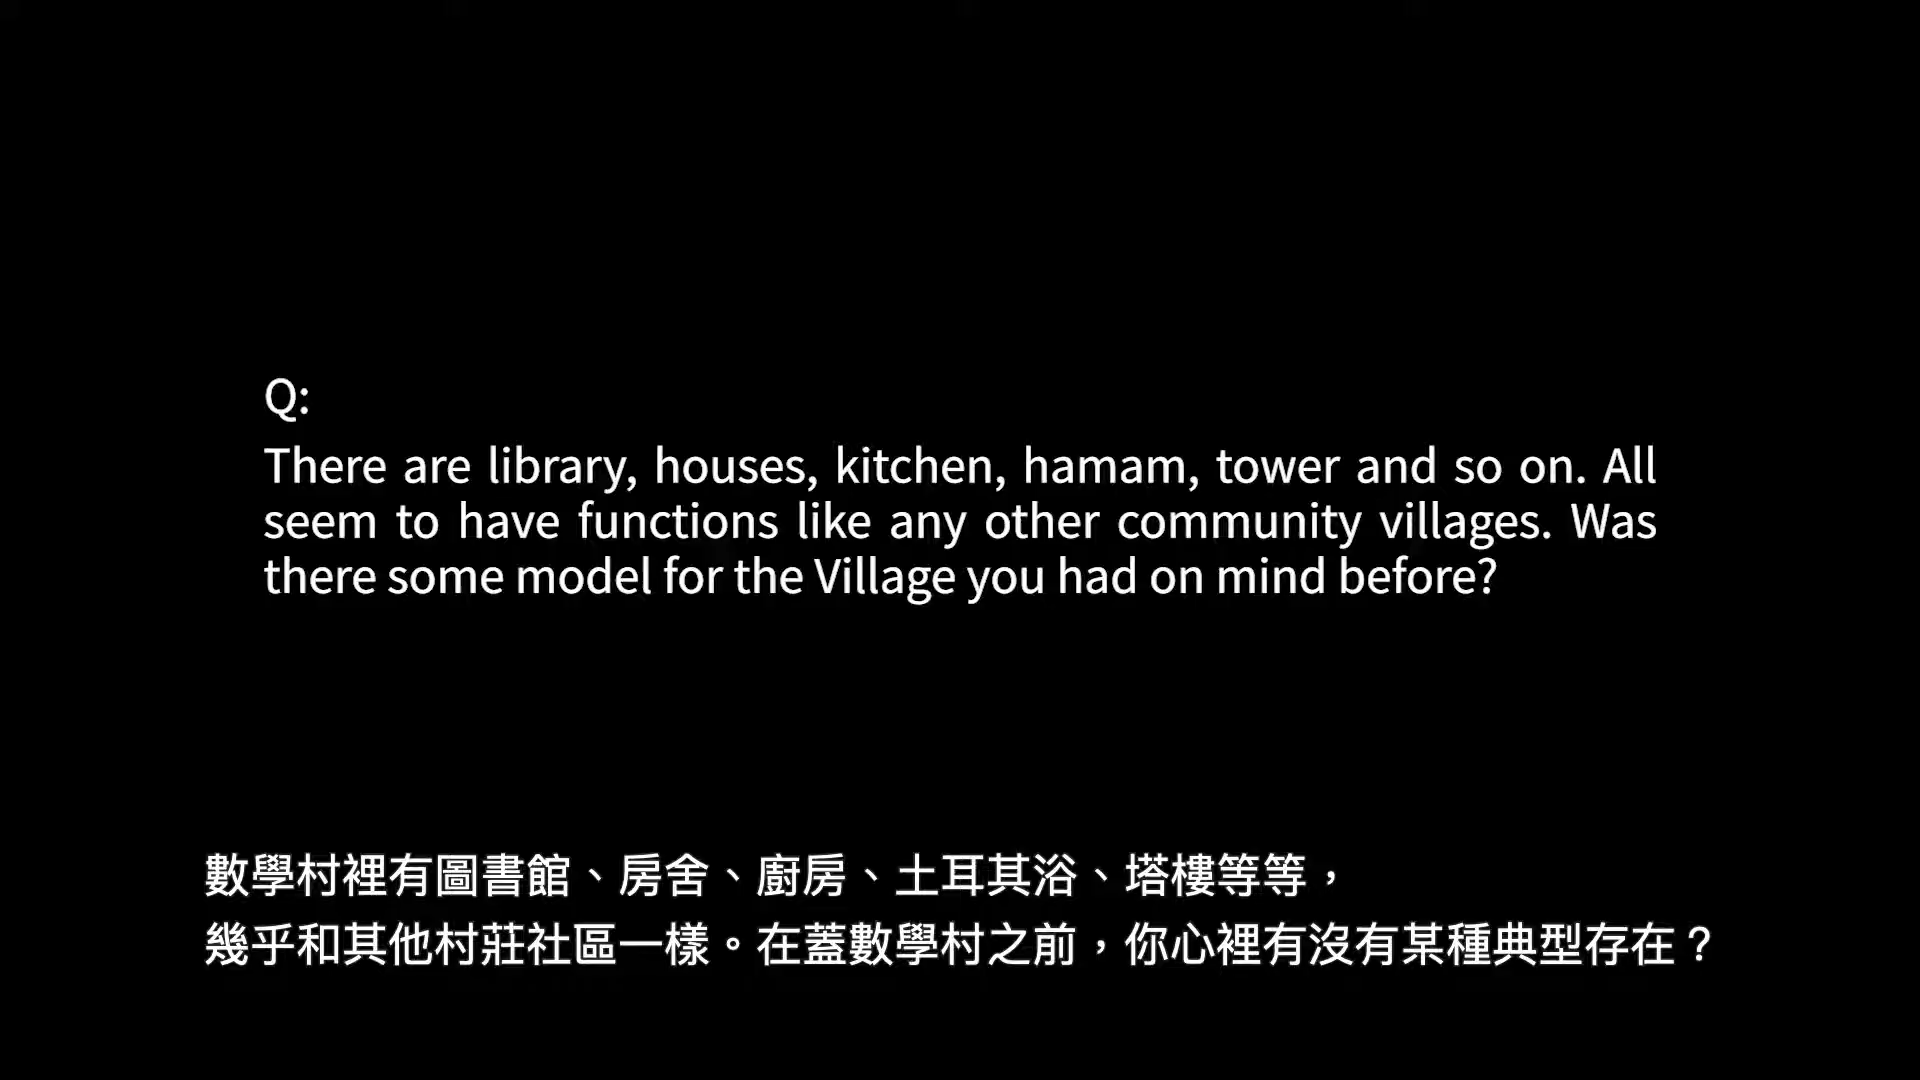 Q:
There are library, houses, kitchen, hamam, tower and so on. All
seem to have functions like any other community villages. Was
there some model for the Village you had on mind before?
數學村裡有圖書館、房舍、廚房、土耳其浴、塔樓等等，
幾乎和其他村莊社區一樣。在蓋數學村之前，你心裡有沒有某種典型存在？